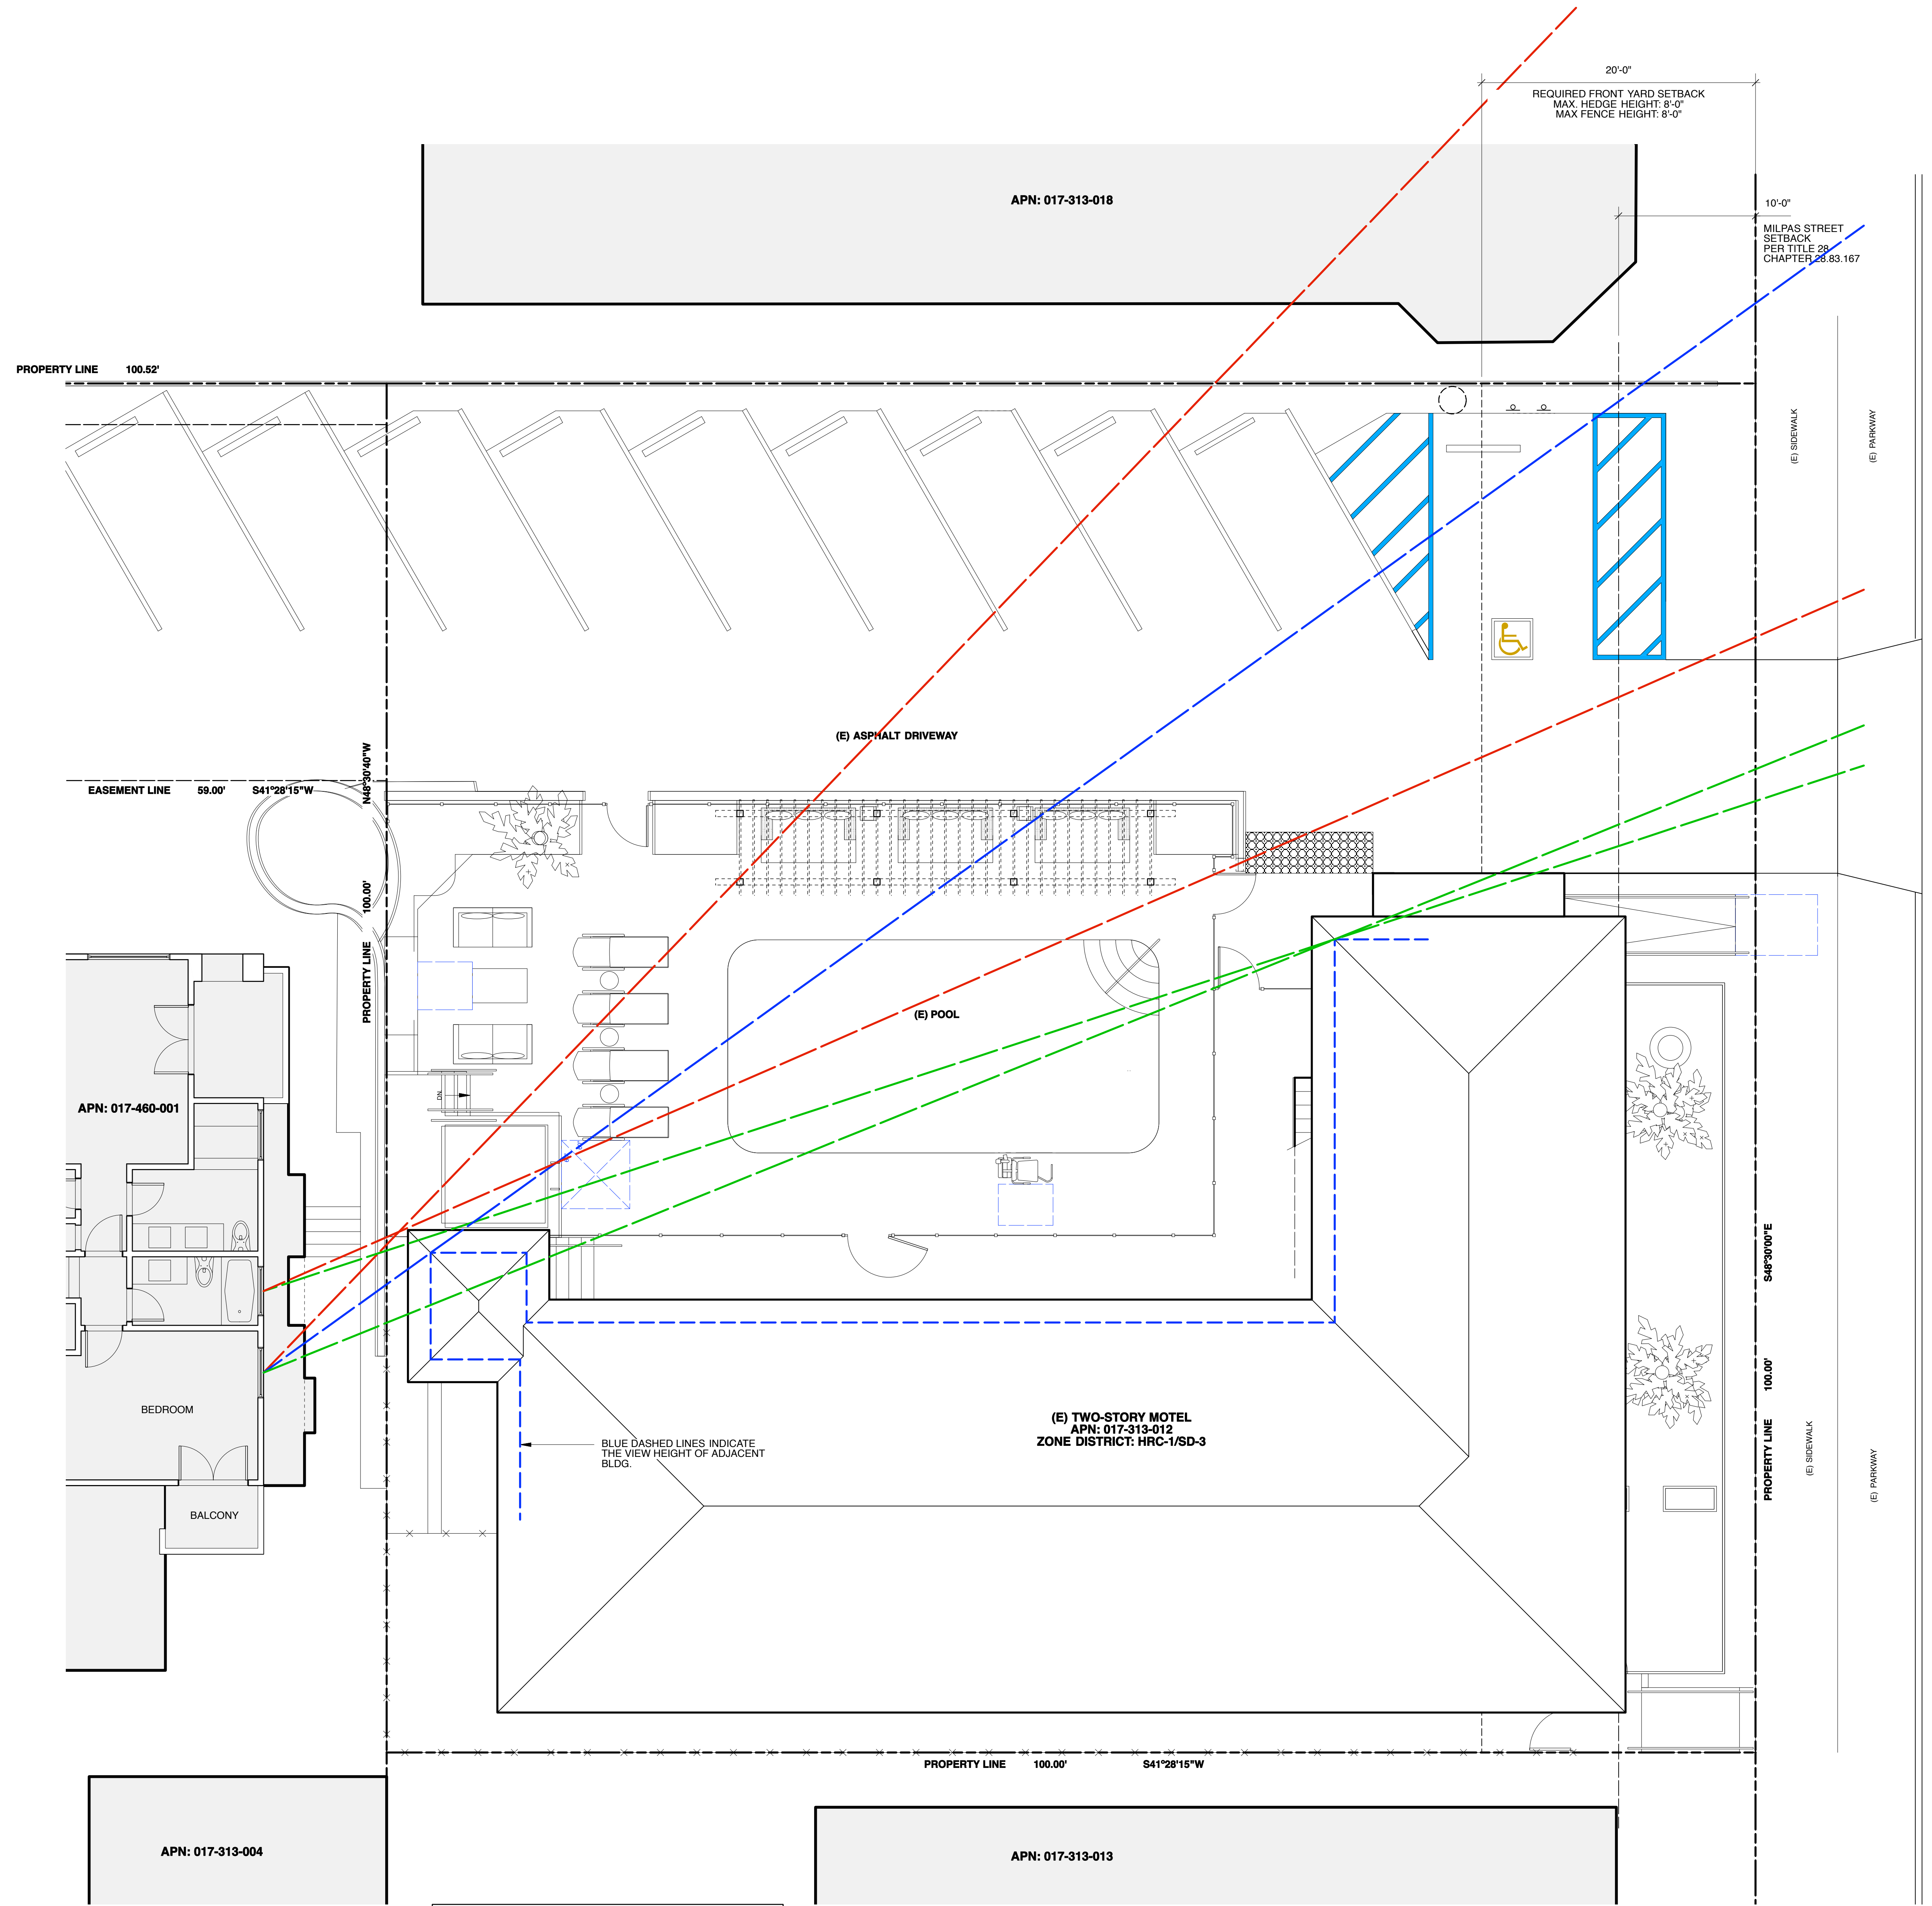 20'-0"
REQUIRED FRONT YARD SETBACK
MAX. HEDGE HEIGHT: 8'-0"
MAX FENCE HEIGHT: 8'-0"
APN: 017-313-018
10'-0"
MILPAS STREET
SETBACK
PER TITLE 28
CHAPTER 28.83.167
PROPERTY LINE 100.52'
(E) SIDEWALK
(E) PARKWAY
(E) ASPHALT DRIVEWAY
N48°30'40"W
EASEMENT LINE 59.00' S41°28'15"W
100.00'
PROPERTY LINE
(E) POOL
DN
APN: 017-460-001
S48°30'00"E
100.00'
PROPERTY LINE
BEDROOM
(E) TWO-STORY MOTEL
APN: 017-313-012
ZONE DISTRICT: HRC-1/SD-3
BLUE DASHED LINES INDICATE
THE VIEW HEIGHT OF ADJACENT
BLDG.
(E) SIDEWALK
(E) PARKWAY
BALCONY
PROPERTY LINE 100.00' S41°28'15"W
APN: 017-313-004
APN: 017-313-013